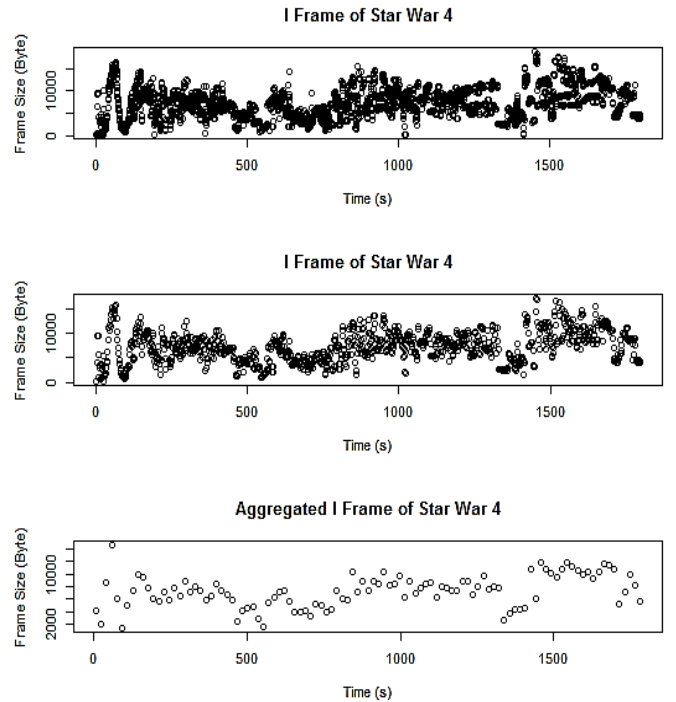 I Frame of Star War 4
Frame Size (Byte)
10000
0
0 500 1000 1500
Time (s)
I Frame of Star War 4
Frame Size (Byte)
10000
0
0 500 1000 1500
Time (s)
Aggregated I Frame of Star War 4
Frame Size (Byte)
10000
2000
0 500 1000 1500
Time (s)